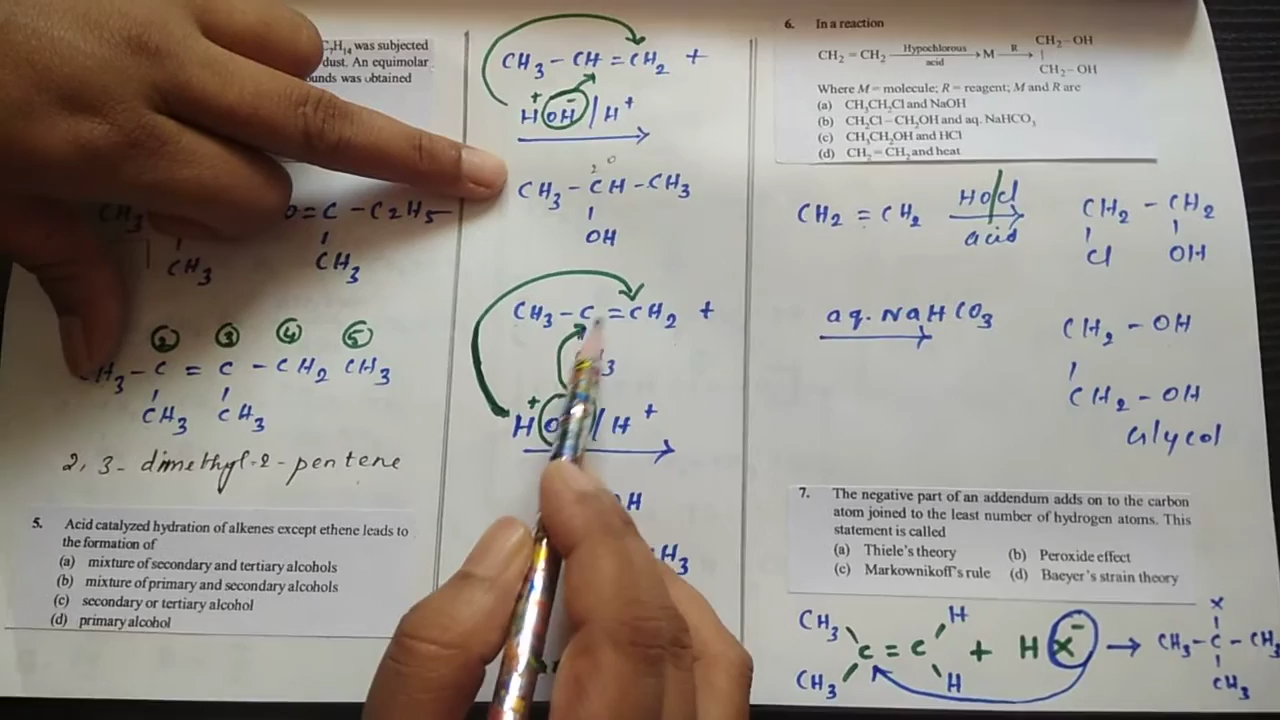 C₇H₁₄ was subjected
dust. An equimolar
was obtained
CH₃
O=C - C₂H₅
CH₃
CH₃
② ③ ④ ⑤
H₃ - C = C - CH₂ CH₃
CH₃ CH₃
2, 3 - dimethyl-2-pentene
5. Acid catalyzed hydration of alkenes except ethene leads to
the formation of
(a) mixture of secondary and tertiary alcohols
(b) mixture of primary and secondary alcohols
(c) secondary or tertiary alcohol
(d) primary alcohol
CH₃ - CH = CH₂ +
H⁺ OH⁻ / H⁺
2°
CH₃ - CH - CH₃
OH
CH₃ - C = CH₂ +
3
H⁺ O / H⁺
H
H₃
6. In a reaction
CH₂ = CH₂ Hypochlorous acid → M R → CH₂ – OH
CH₂ – OH
Where M = molecule; R = reagent; M and R are
(a) CH₃CH₂Cl and NaOH
(b) CH₂Cl – CH₂OH and aq. NaHCO₃
(c) CH₃CH₂OH and HCl
(d) CH₂ = CH₂ and heat
CH₂ = CH₂ HO/Cl acid → CH₂ - CH₂
Cl OH
aq. NaHCO₃ → CH₂ - OH
CH₂ - OH
Glycol
7. The negative part of an addendum adds on to the carbon
atom joined to the least number of hydrogen atoms. This
statement is called
(a) Thiele's theory (b) Peroxide effect
(c) Markownikoff's rule (d) Baeyer's strain theory
X
CH₃ H
C = C + H X⁻ → CH₃ - C - CH₃
CH₃ H
CH₃